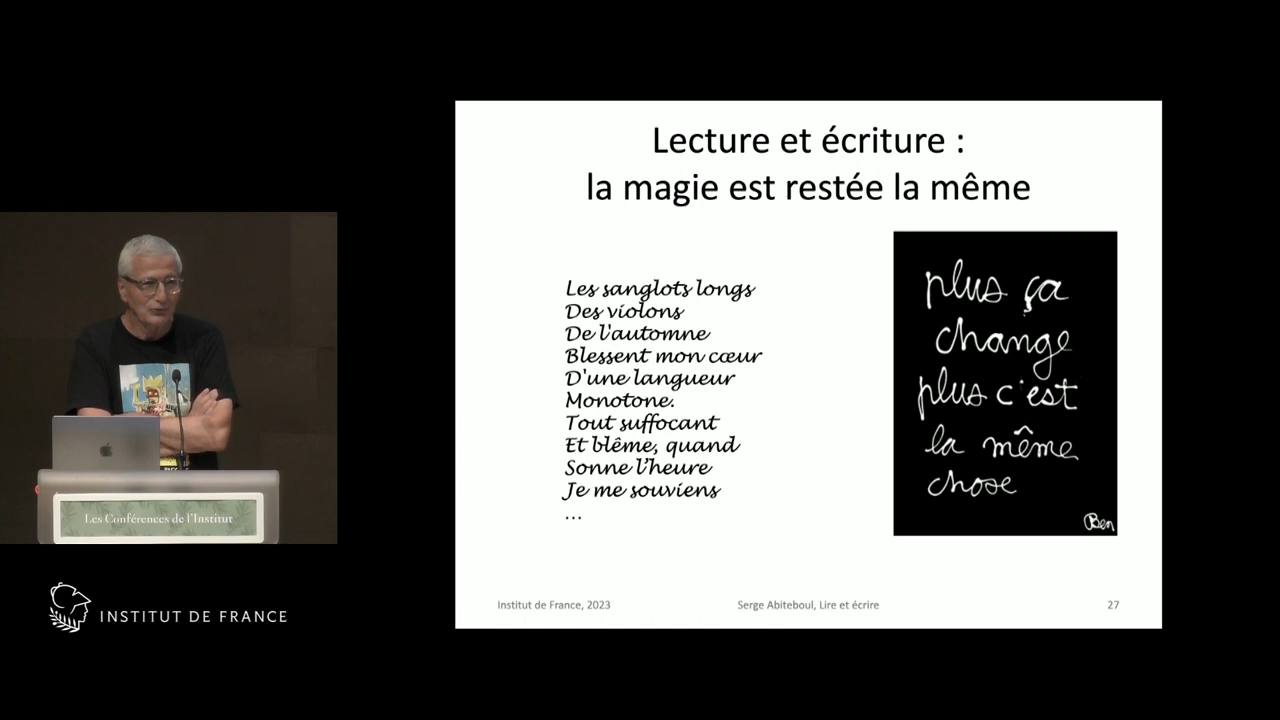 Lecture et écriture :
la magie est restée la même
Les sanglots longs
Des violons
De l'automne
Blessent mon cœur
D'une langueur
Monotone.
Tout suffocant
Et blême, quand
Sonne l’heure
Je me souviens
…
plus ça
change
plus c'est
la même
chose
Ben
Institut de France, 2023
Serge Abiteboul, Lire et écrire
27
Les Conférences de l'Institut
INSTITUT DE FRANCE